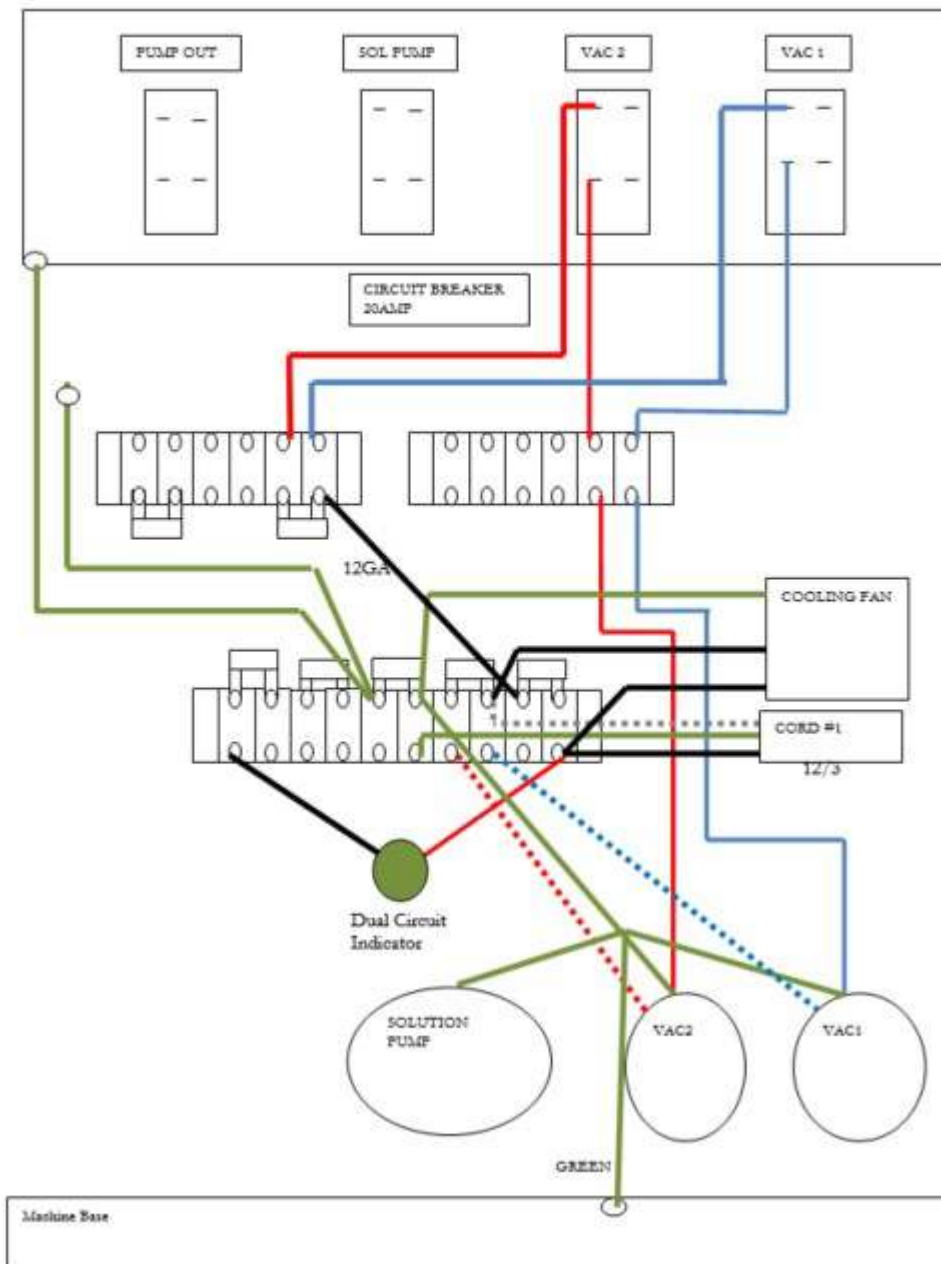 PUMP OUT
SOL PUMP
VAC 2
VAC 1
CIRCUIT BREAKER
20AMP
12GA
COOLING FAN
CORD #1
12/3
Dual Circuit
Indicator
SOLUTION
PUMP
VAC2
VAC1
GREEN
Machine Base